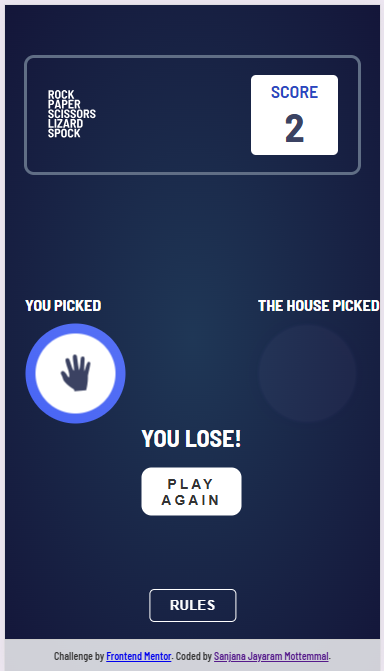 ROCK
PAPER
SCISSORS
LIZARD
SPOCK
SCORE
2
YOU PICKED
THE HOUSE PICKED
YOU LOSE!
PLAY
AGAIN
RULES
Challenge by Frontend Mentor. Coded by Sanjana Jayaram Mottemmal.